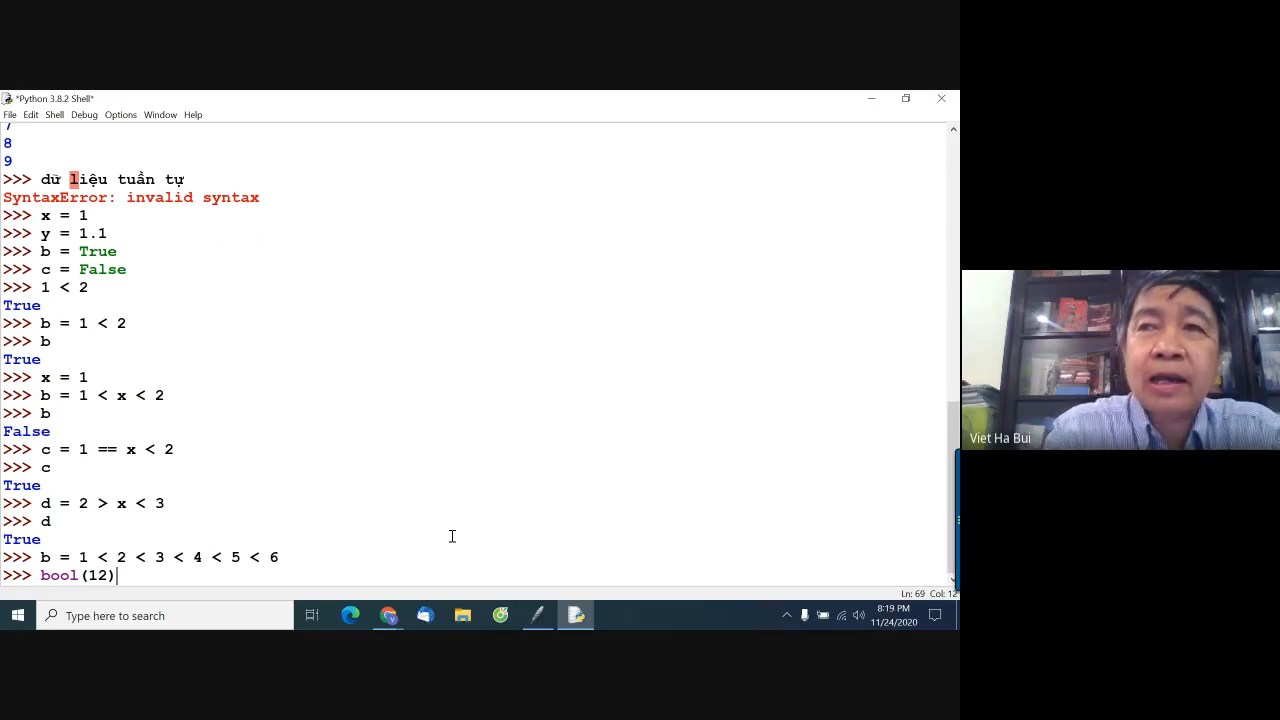 *Python 3.8.2 Shell*
File Edit Shell Debug Options Window Help
7
8
9
>>> dữ liệu tuần tự
SyntaxError: invalid syntax
>>> x = 1
>>> y = 1.1
>>> b = True
>>> c = False
>>> 1 < 2
True
>>> b = 1 < 2
>>> b
True
>>> x = 1
>>> b = 1 < x < 2
>>> b
False
>>> c = 1 == x < 2
>>> c
True
>>> d = 2 > x < 3
>>> d
True
>>> b = 1 < 2 < 3 < 4 < 5 < 6
>>> bool(12)
Ln: 69 Col: 12
Type here to search
8:19 PM
11/24/2020
Viet Ha Bui